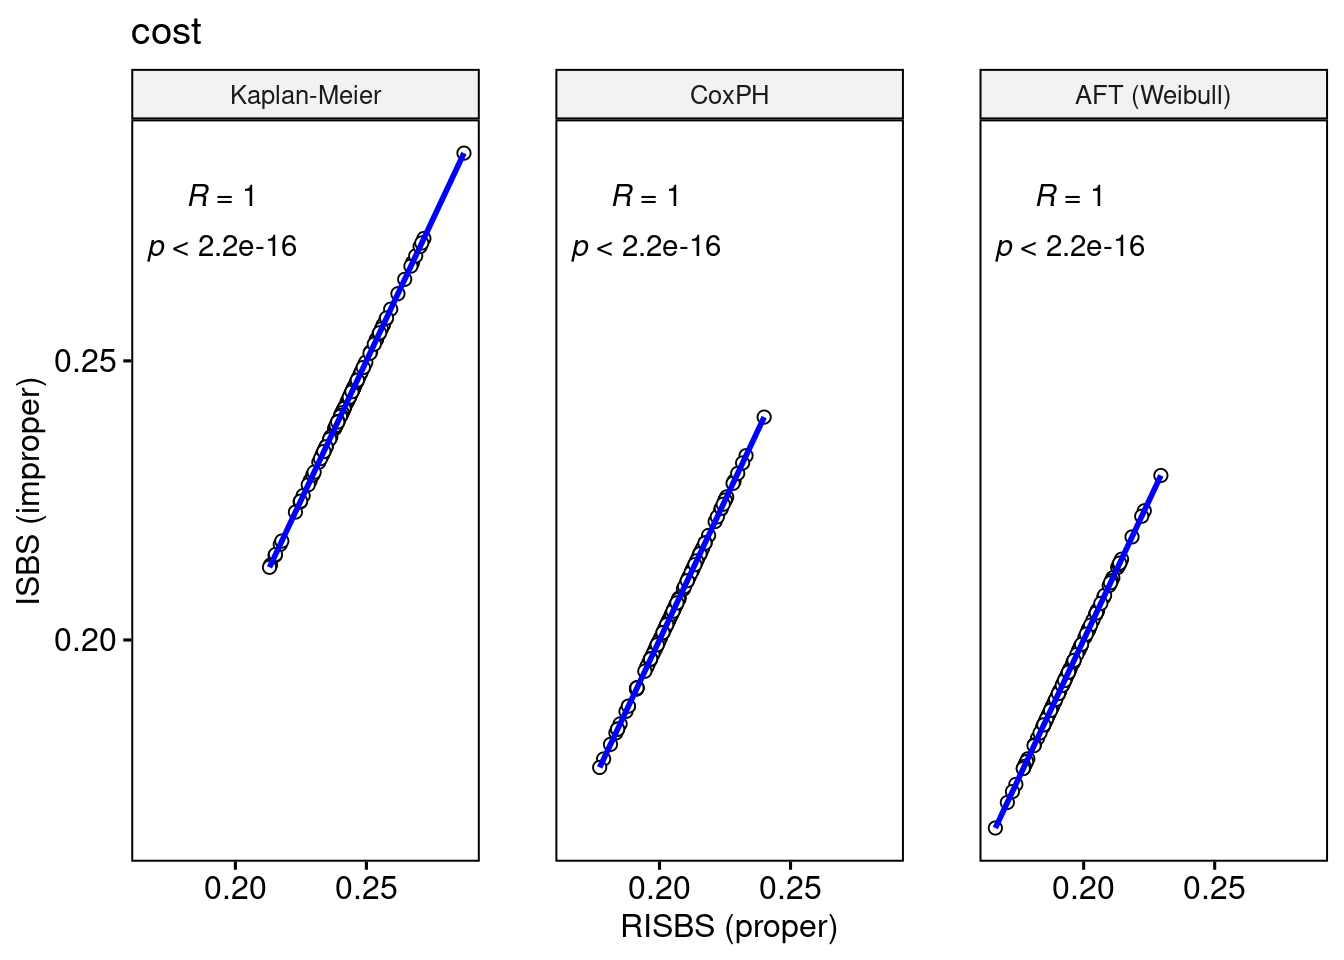 cost
Kaplan-Meier
CoxPH
AFT (Weibull)
R = 1
p < 2.2e-16
R = 1
p < 2.2e-16
R = 1
p < 2.2e-16
ISBS (improper)
0.25
0.20
0.20 0.25
0.20 0.25
0.20 0.25
RISBS (proper)